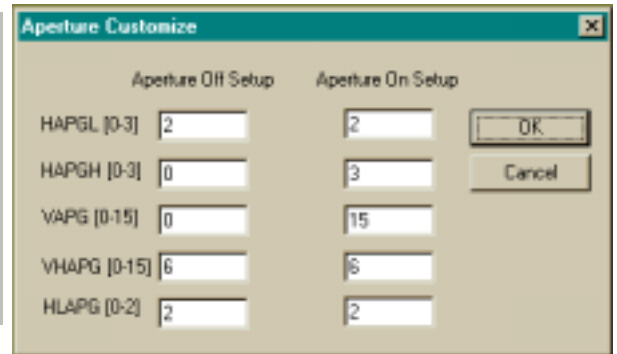 Aperture Customize
Aperture Off Setup Aperture On Setup
HAPGL [0-3] 2 2 OK
HAPGH [0-3] 0 3 Cancel
VAPG [0-15] 0 15
VHAPG [0-15] 6 6
HLAPG [0-2] 2 2